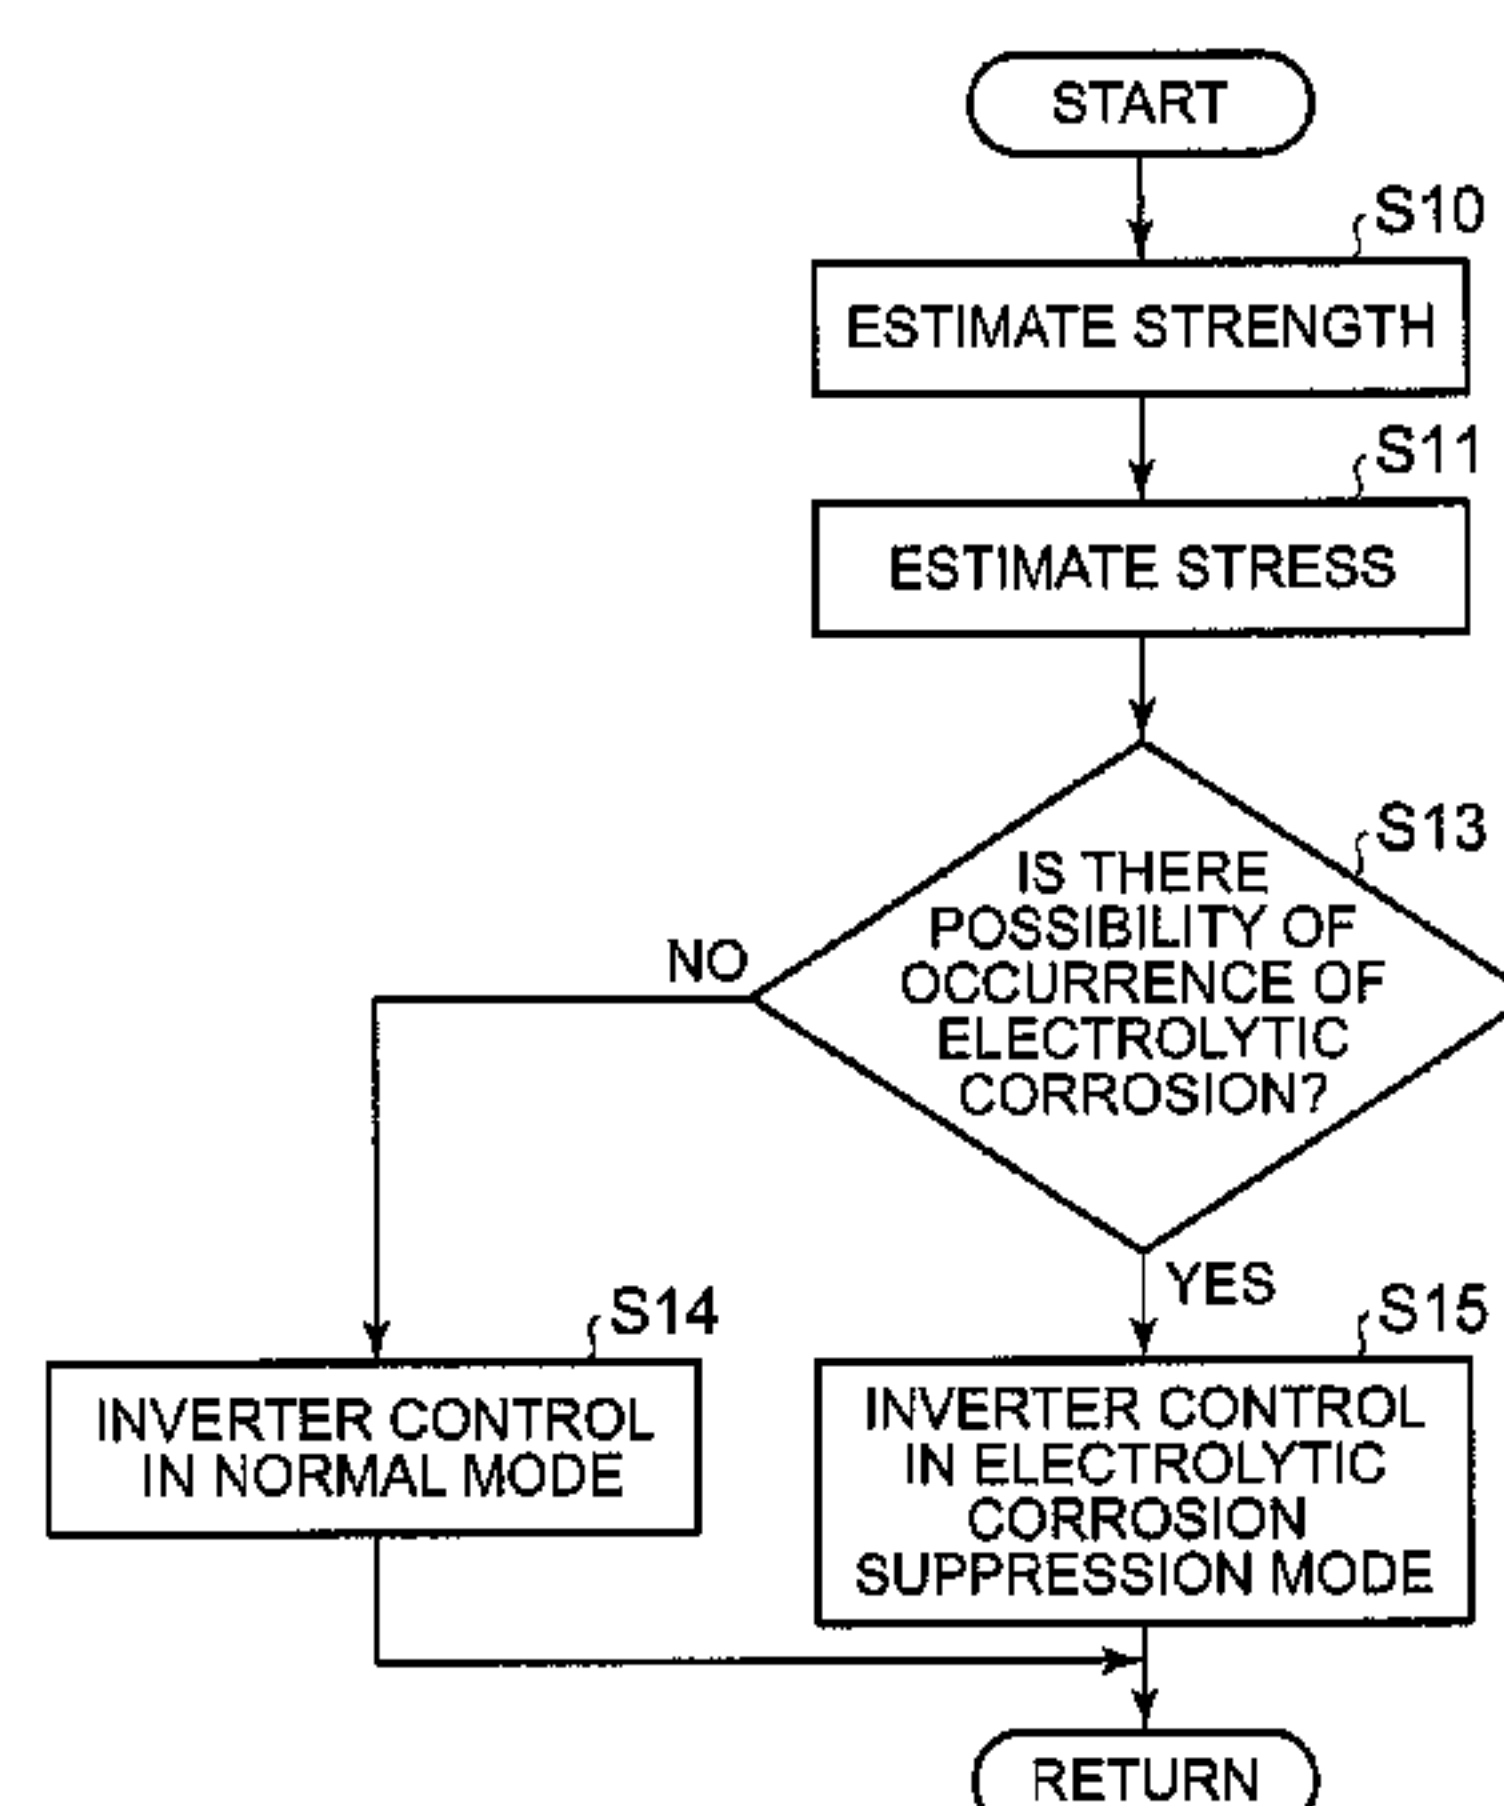 START
S10
ESTIMATE STRENGTH
S11
ESTIMATE STRESS
S13
IS THERE
POSSIBILITY OF
OCCURRENCE OF
ELECTROLYTIC
CORROSION?
NO
YES
S14
INVERTER CONTROL
IN NORMAL MODE
S15
INVERTER CONTROL
IN ELECTROLYTIC
CORROSION
SUPPRESSION MODE
RETURN